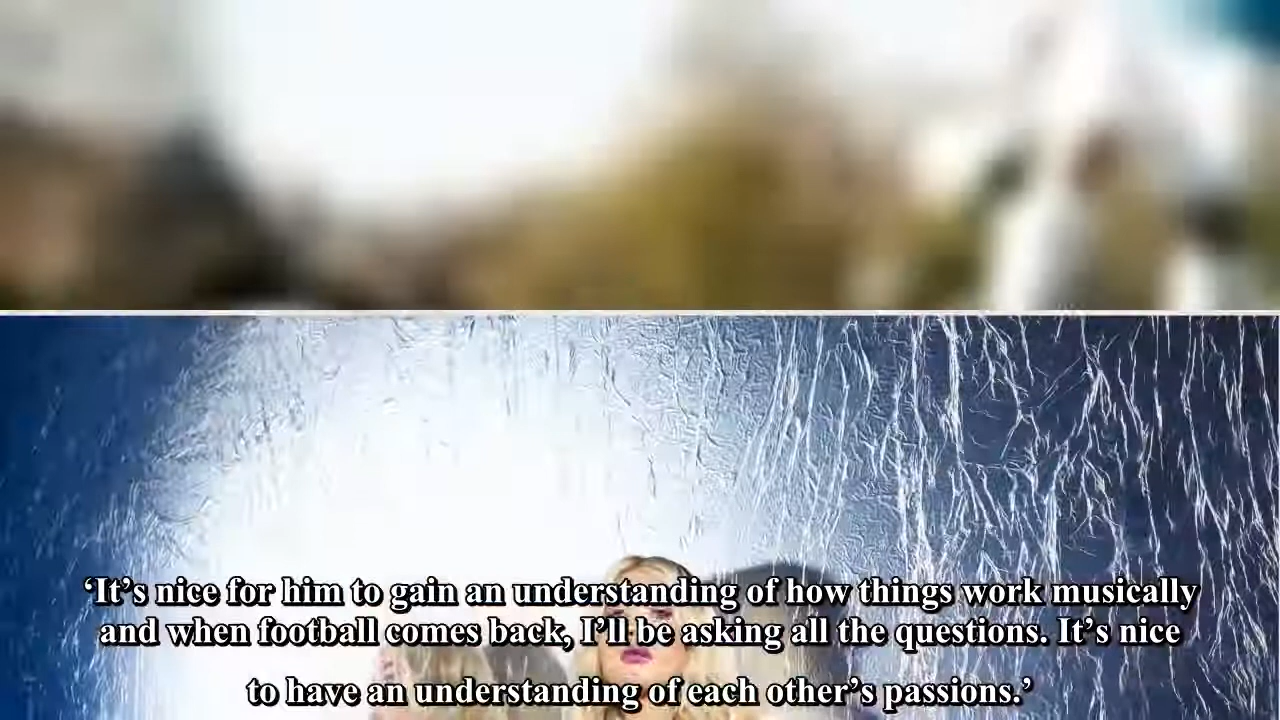 ‘It’s nice for him to gain an understanding of how things work musically
and when football comes back, I’ll be asking all the questions. It’s nice
to have an understanding of each other’s passions.’